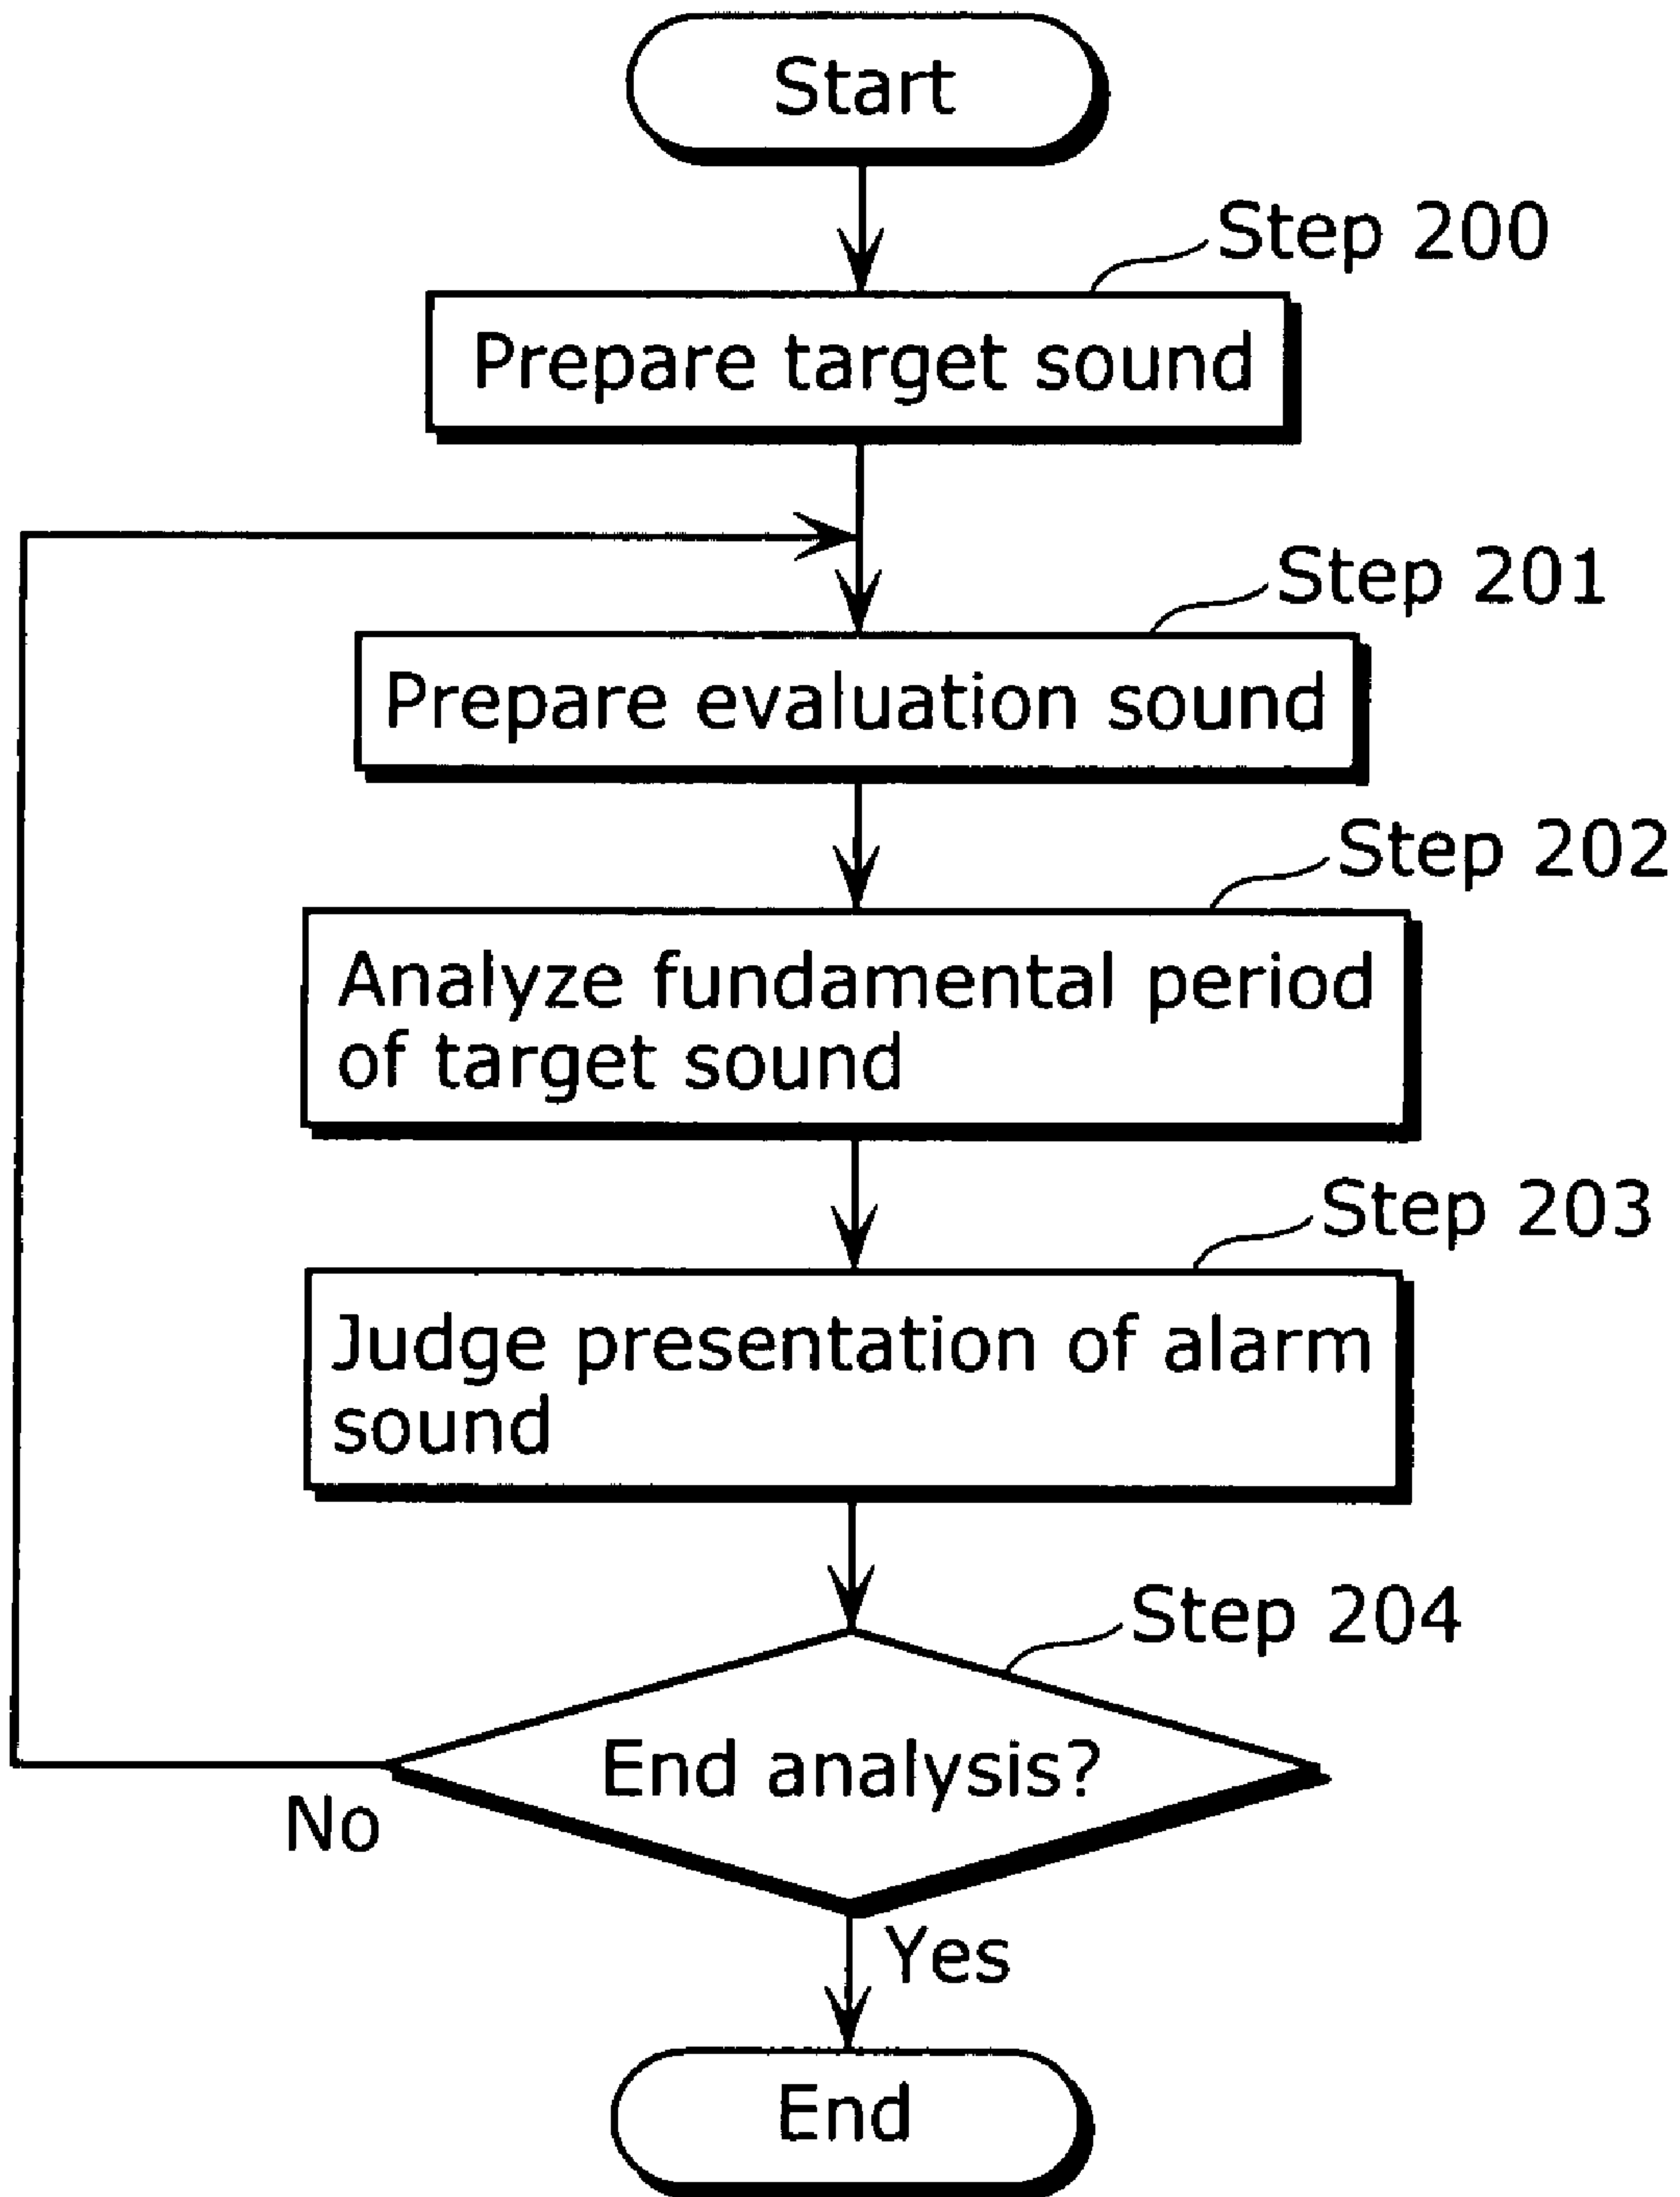 Start
Step 200
Prepare target sound
Step 201
Prepare evaluation sound
Step 202
Analyze fundamental period
of target sound
Step 203
Judge presentation of alarm
sound
Step 204
End analysis?
No
Yes
End